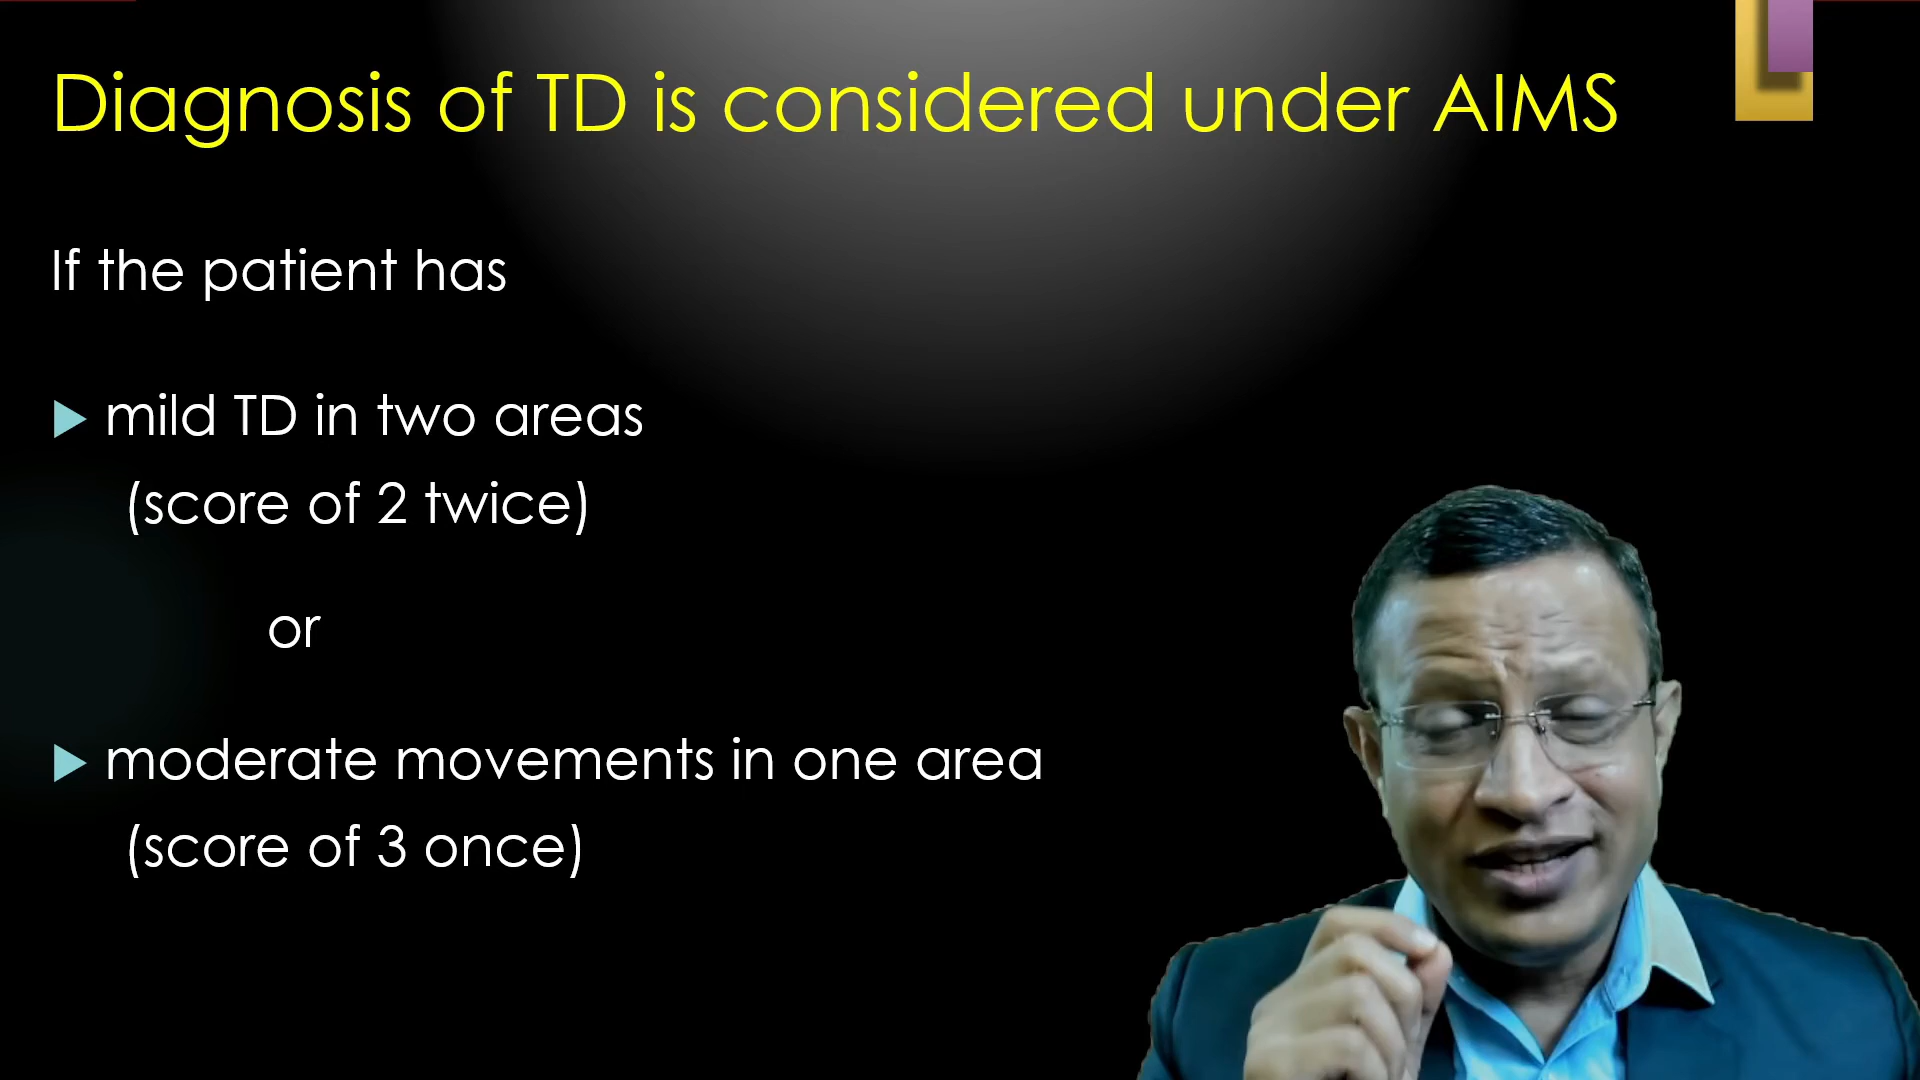 Diagnosis of TD is considered under AIMS
If the patient has
mild TD in two areas
(score of 2 twice)
or
moderate movements in one area
(score of 3 once)